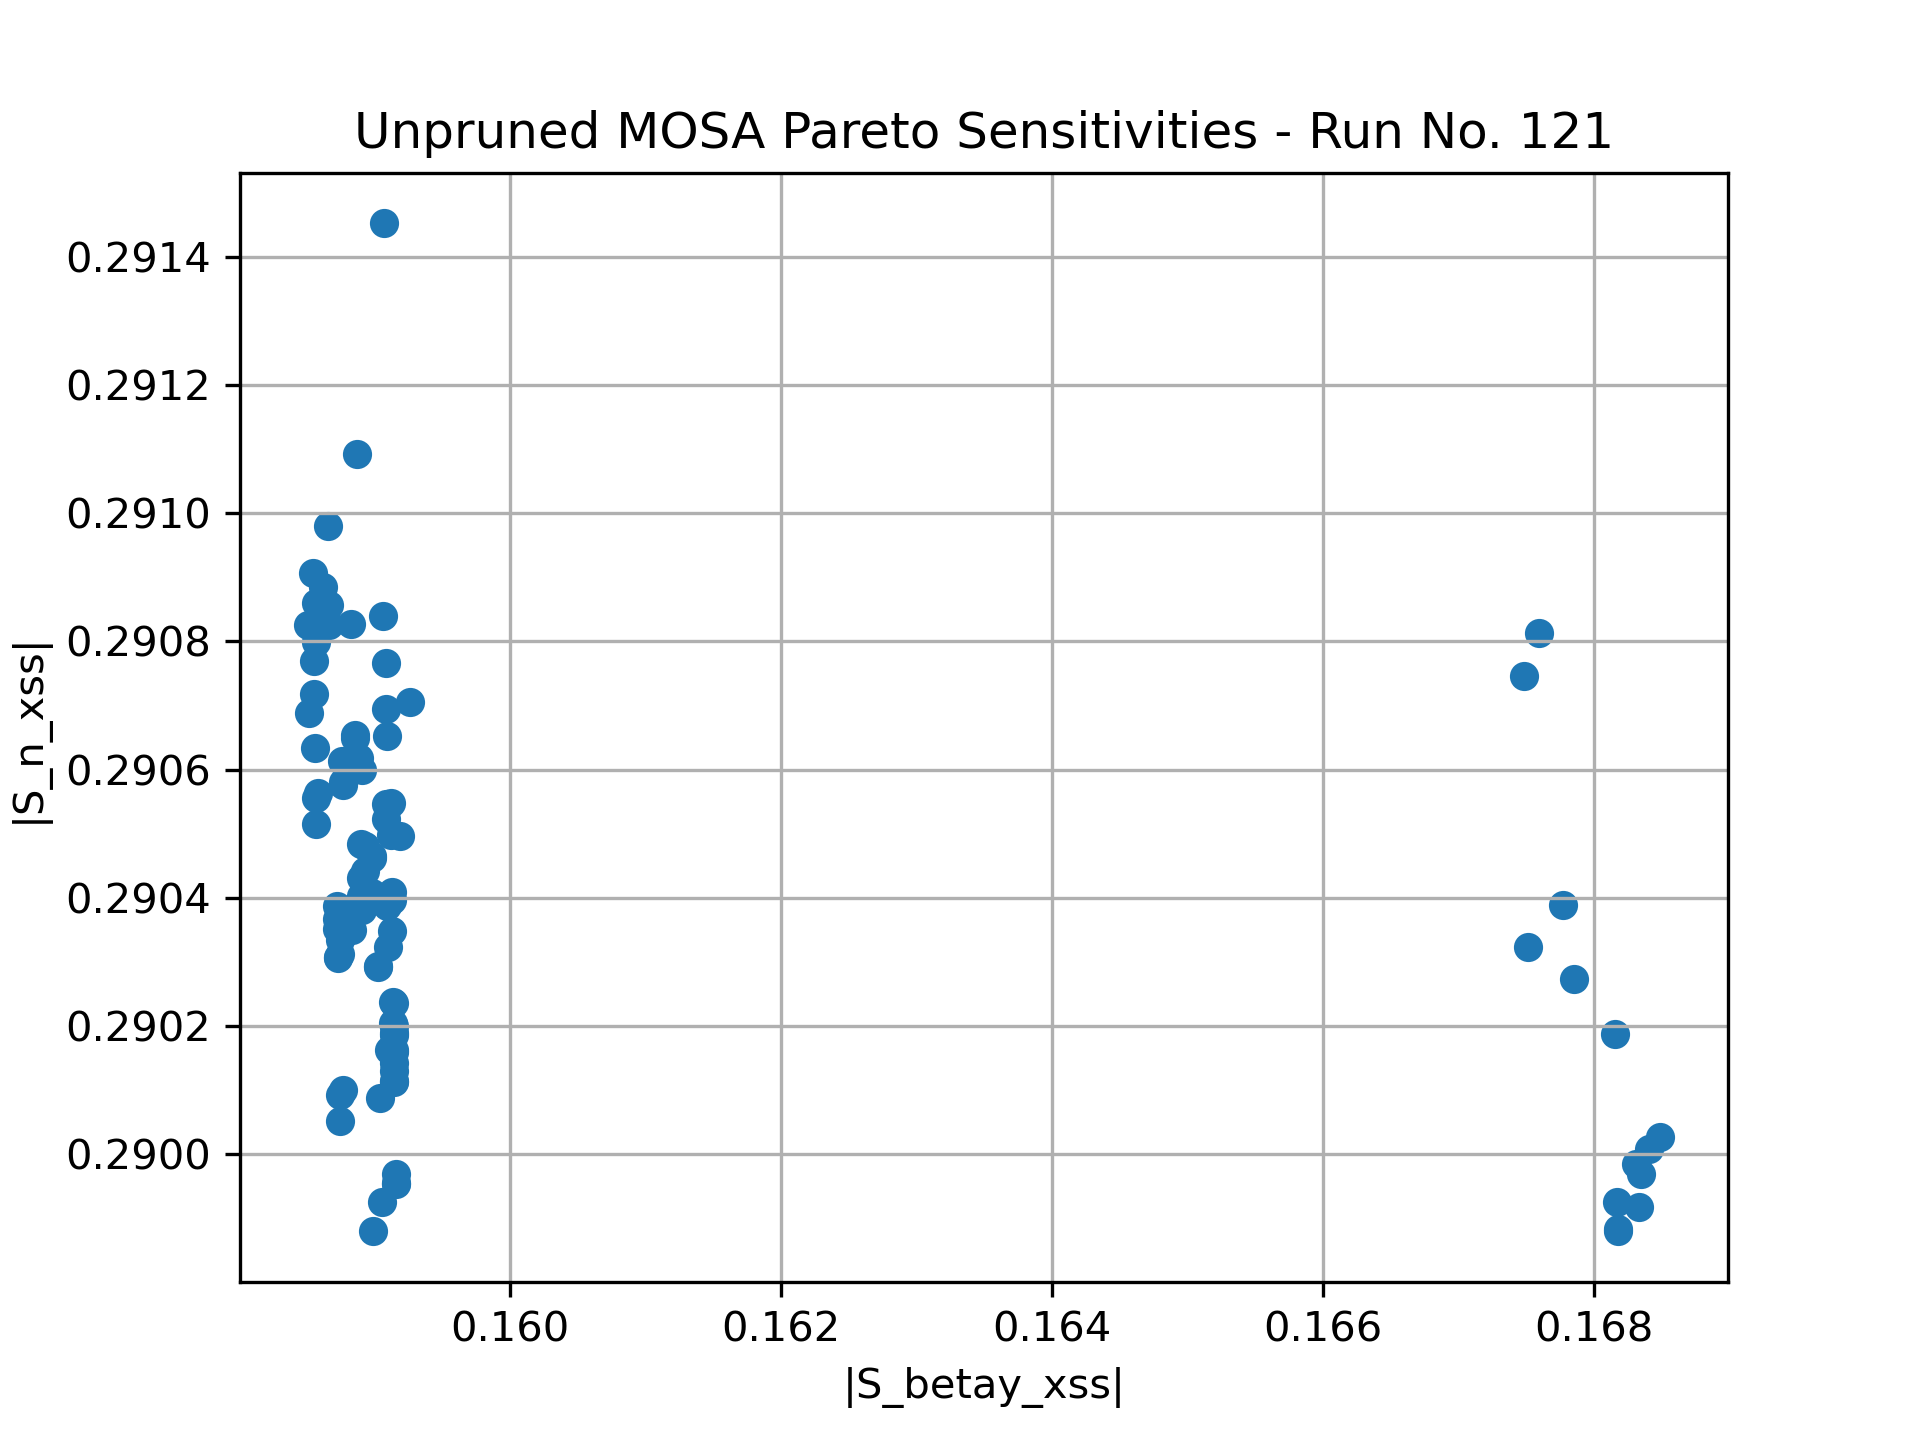 Unpruned MOSA Pareto Sensitivities - Run No. 121
0.2914
0.2912
0.2910
0.2908
0.2906
0.2904
0.2902
0.2900
|S_n_xss|
0.160 0.162 0.164 0.166 0.168
|S_betay_xss|